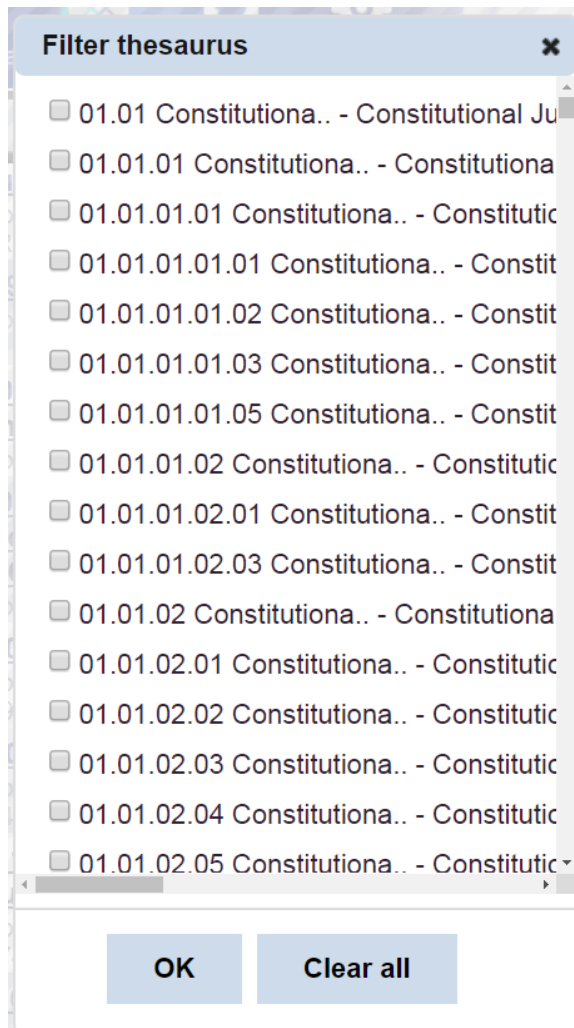 Filter thesaurus
01.01 Constitutiona.. - Constitutional Ju
01.01.01 Constitutiona.. - Constitutiona
01.01.01.01 Constitutiona.. - Constitutic
01.01.01.01.01 Constitutiona.. - Constit
01.01.01.01.02 Constitutiona.. - Constit
01.01.01.01.03 Constitutiona.. - Constit
01.01.01.01.05 Constitutiona.. - Constit
01.01.01.02 Constitutiona.. - Constitutic
01.01.01.02.01 Constitutiona.. - Constit
01.01.01.02.03 Constitutiona.. - Constit
01.01.02 Constitutiona.. - Constitutiona
01.01.02.01 Constitutiona.. - Constitutic
01.01.02.02 Constitutiona.. - Constitutic
01.01.02.03 Constitutiona.. - Constitutic
01.01.02.04 Constitutiona.. - Constitutic
01.01.02.05 Constitutiona.. - Constitutic
OK
Clear all